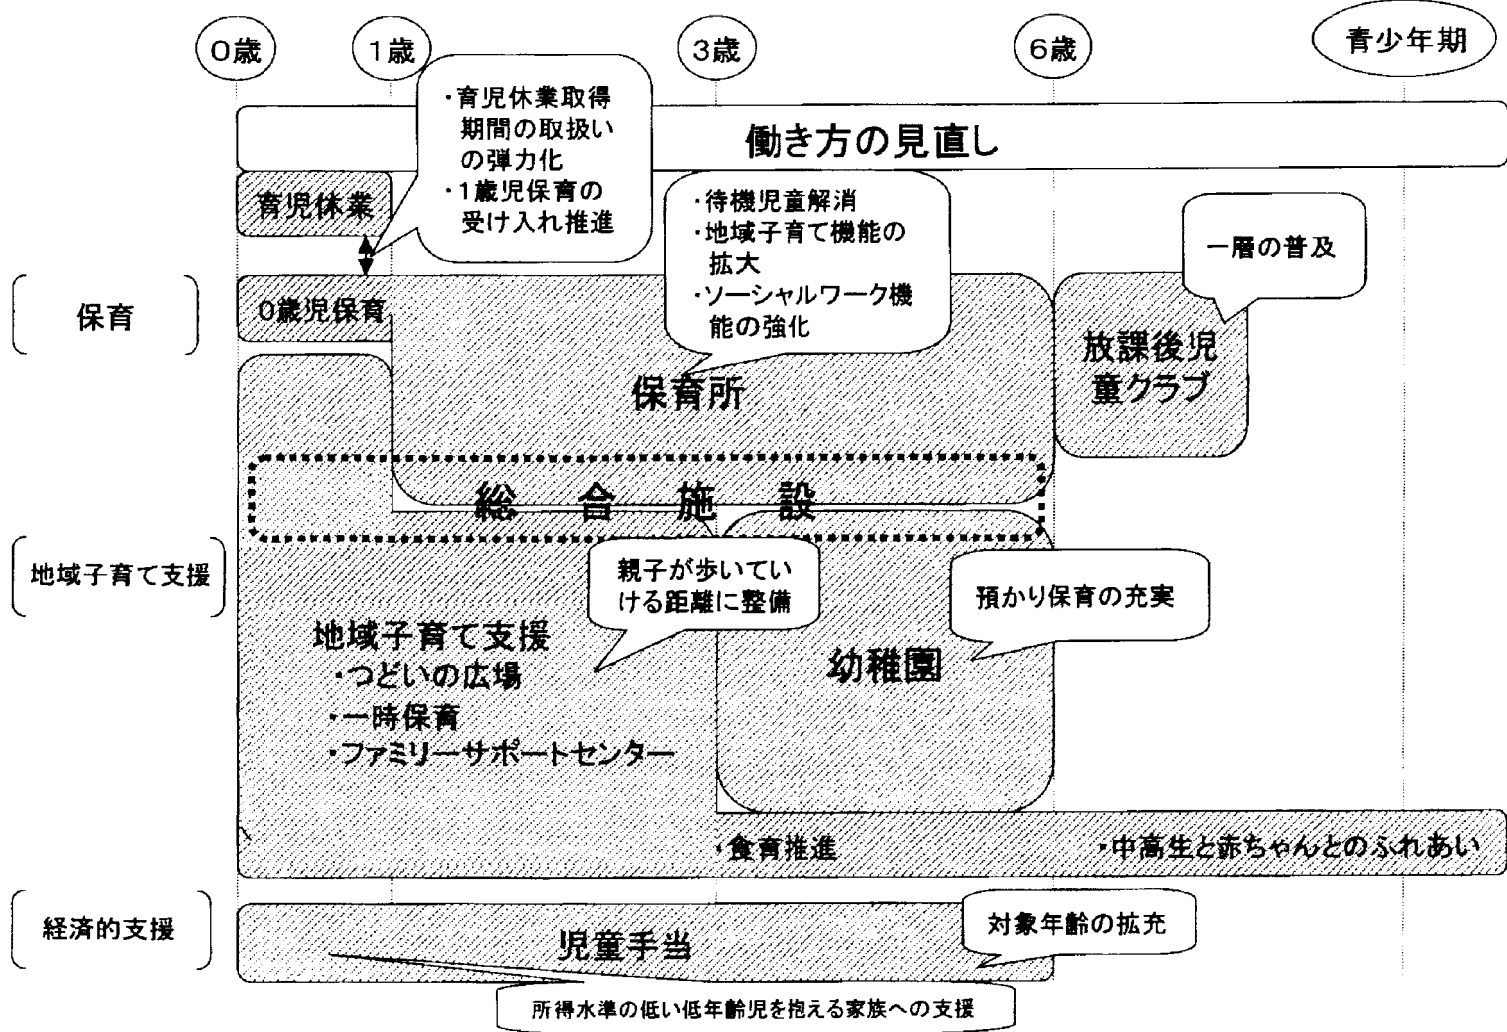 0歳
1歳
3歳
6歳
青少年期
働き方の見直し
・育児休業取得
期間の取扱い
の弾力化
・1歳児保育の
受け入れ推進
育児休業
・待機児童解消
・地域子育て機能の
拡大
・ソーシャルワーク機
能の強化
一層の普及
保育
0歳児保育
保育所
放課後児
童クラブ
総合施設
地域子育て支援
親子が歩いてい
ける距離に整備
預かり保育の充実
地域子育て支援
・つどいの広場
・一時保育
・ファミリーサポートセンター
幼稚園
・食育推進
・中高生と赤ちゃんとのふれあい
経済的支援
児童手当
対象年齢の拡充
所得水準の低い低年齢児を抱える家族への支援